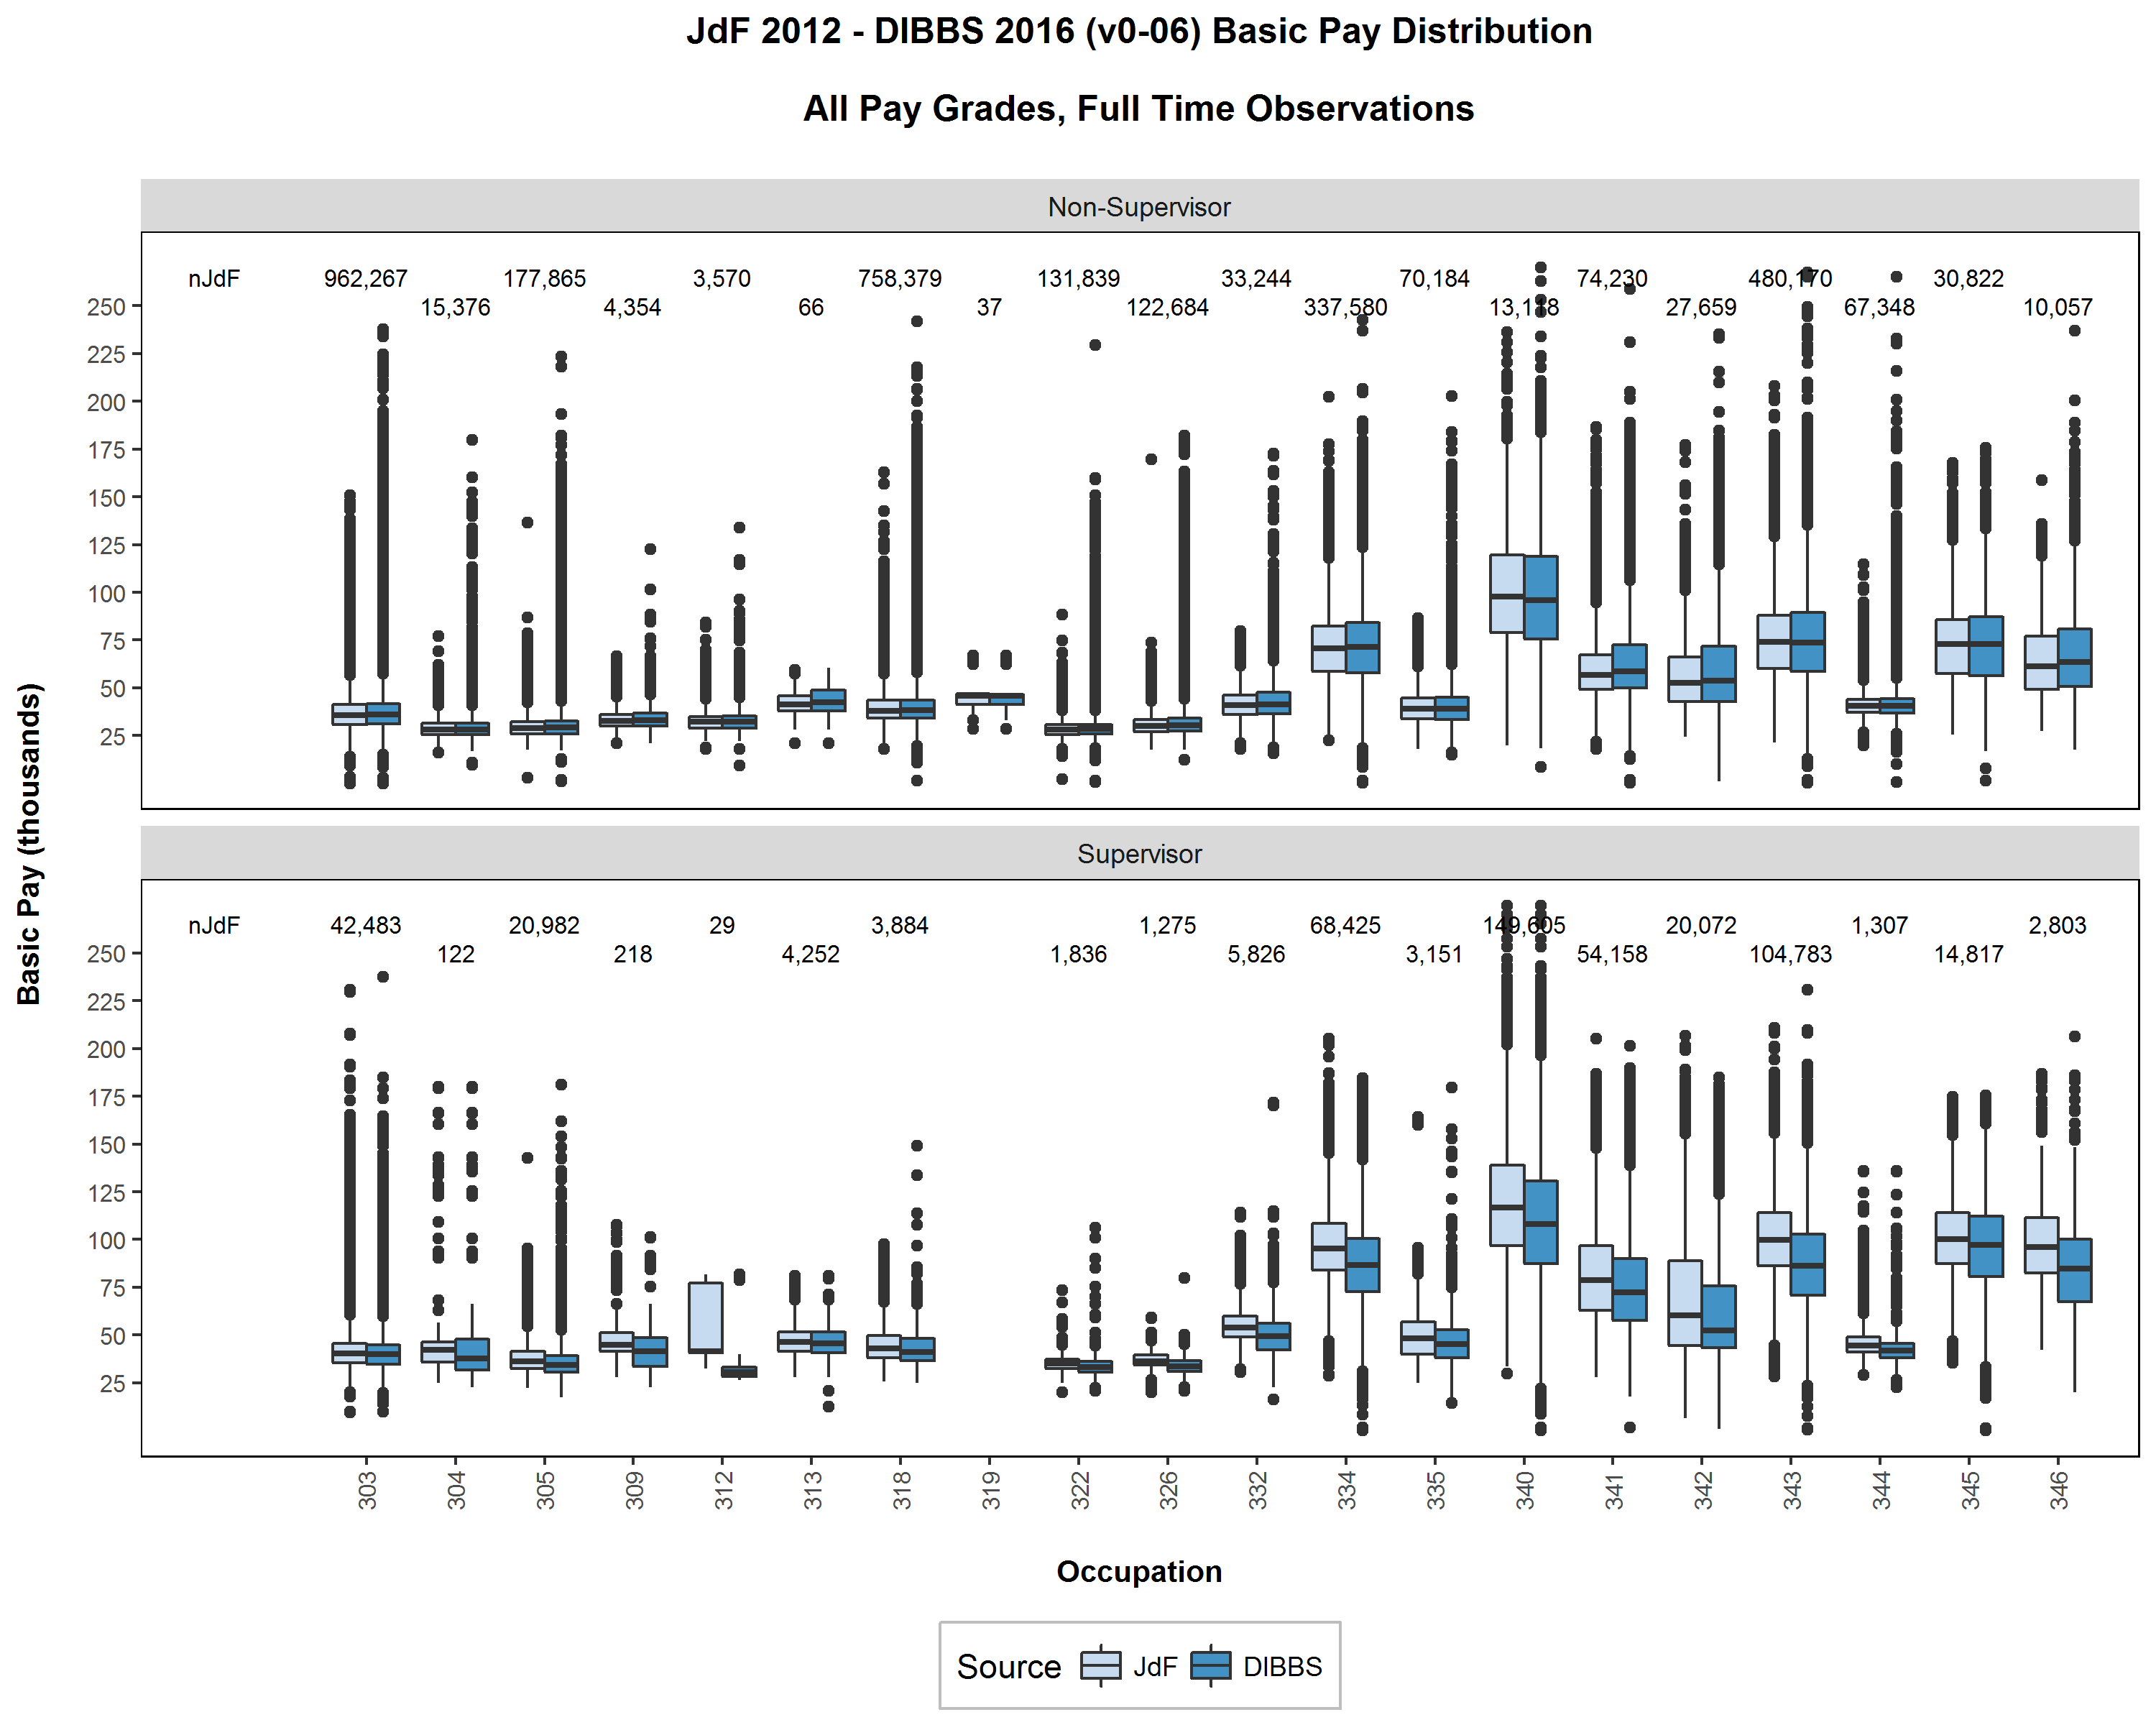 JdF 2012 - DIBBS 2016 (v0-06) Basic Pay Distribution
All Pay Grades, Full Time Observations
Non-Supervisor
nJdF 962,267 177,865 3,570 758,379 131,839 33,244 70,184 74,230 480,170 30,822
15,376 4,354 66 37 122,684 337,580 13,118 27,659 67,348 10,057
250
225
200
175
150
125
100
75
50
25
Supervisor
nJdF 42,483 20,982 29 3,884 1,275 68,425 149,605 20,072 1,307 2,803
122 218 4,252 1,836 5,826 3,151 54,158 104,783 14,817
250
225
200
175
150
125
100
75
50
25
Basic Pay (thousands)
303 304 305 309 312 313 318 319 322 326 332 334 335 340 341 342 343 344 345 346
Occupation
Source JdF DIBBS